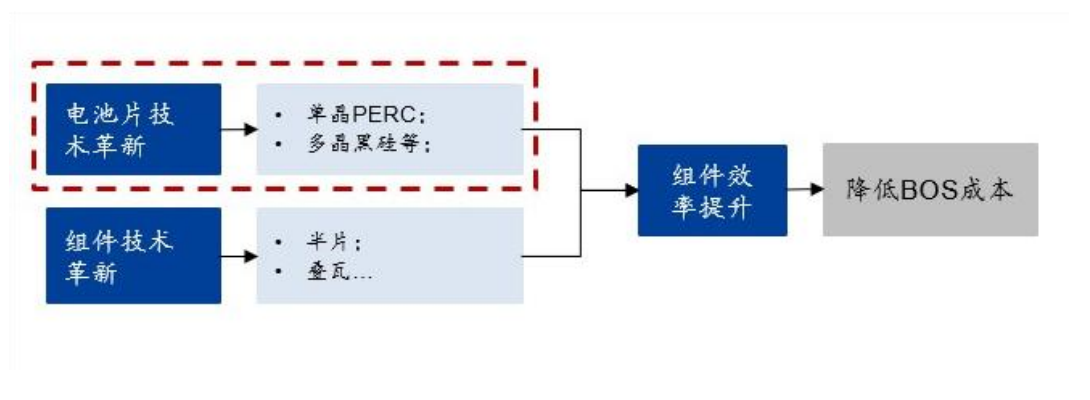 电池片技
术革新
• 单晶PERC；
• 多晶黑硅等；
组件技术
革新
• 半片；
• 叠瓦...
组件效
率提升
降低BOS成本